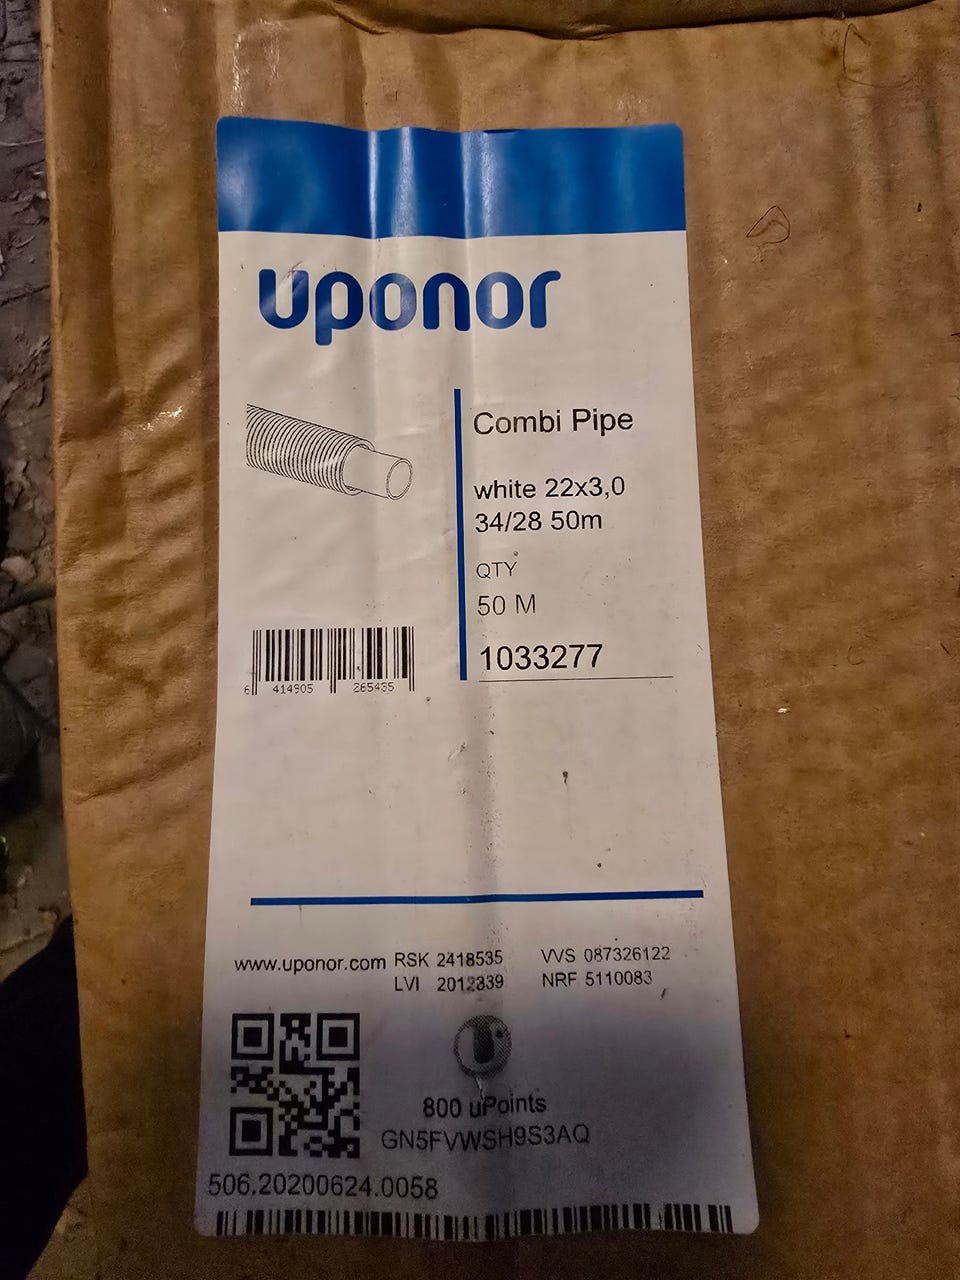 uponor
Combi Pipe
white 22x3,0
34/28 50m
QTY
50 M
1033277
6 414905 265435
www.uponor.com RSK 2418535 VVS 087326122
LVI 2012339 NRF 5110083
800 uPoints
GN5FVWSH9S3AQ
506.20200624.0058